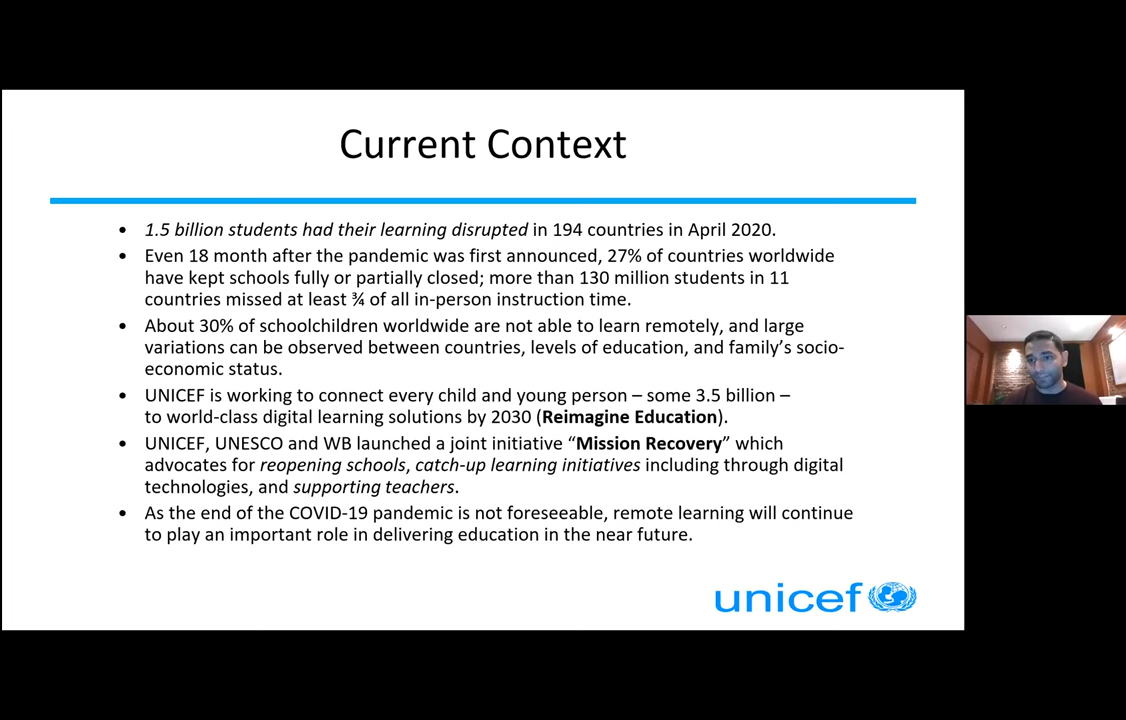 Current Context
• 1.5 billion students had their learning disrupted in 194 countries in April 2020.
• Even 18 month after the pandemic was first announced, 27% of countries worldwide
have kept schools fully or partially closed; more than 130 million students in 11
countries missed at least ¾ of all in-person instruction time.
• About 30% of schoolchildren worldwide are not able to learn remotely, and large
variations can be observed between countries, levels of education, and family’s socio-
economic status.
• UNICEF is working to connect every child and young person – some 3.5 billion –
to world-class digital learning solutions by 2030 (Reimagine Education).
• UNICEF, UNESCO and WB launched a joint initiative “Mission Recovery” which
advocates for reopening schools, catch-up learning initiatives including through digital
technologies, and supporting teachers.
• As the end of the COVID-19 pandemic is not foreseeable, remote learning will continue
to play an important role in delivering education in the near future.
unicef